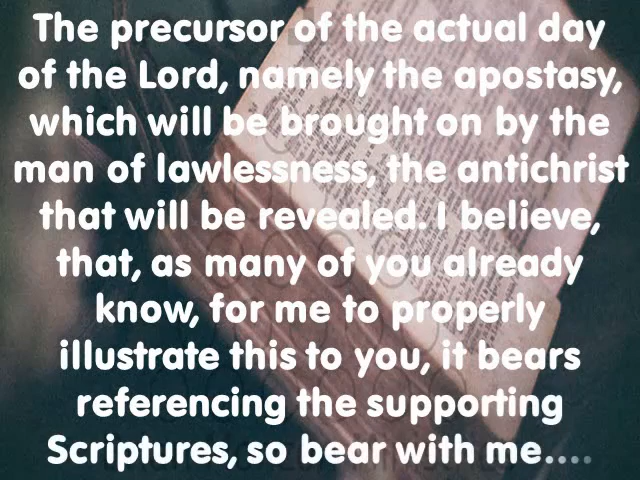 The precursor of the actual day
of the Lord, namely the apostasy,
which will be brought on by the
man of lawlessness, the antichrist
that will be revealed. I believe,
that, as many of you already
know, for me to properly
illustrate this to you, it bears
referencing the supporting
Scriptures, so bear with me....